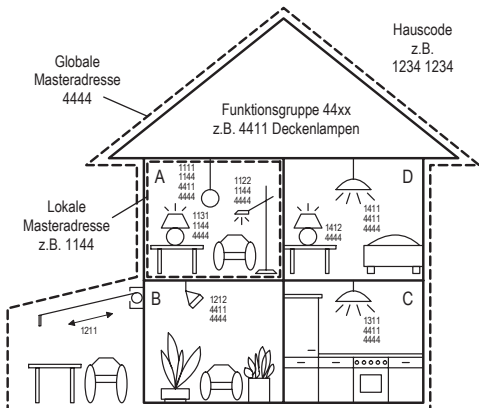 Hauscode
z.B.
1234 1234
Globale
Masteradresse
4444
Funktionsgruppe 44xx
z.B. 4411 Deckenlampen
A
1111
1144
4411
4444
1122
1144
4444
1131
1144
4444
Lokale
Masteradresse
z.B. 1144
D
1411
4411
4444
1412
4444
B
1212
4411
4444
1211
C
1311
4411
4444